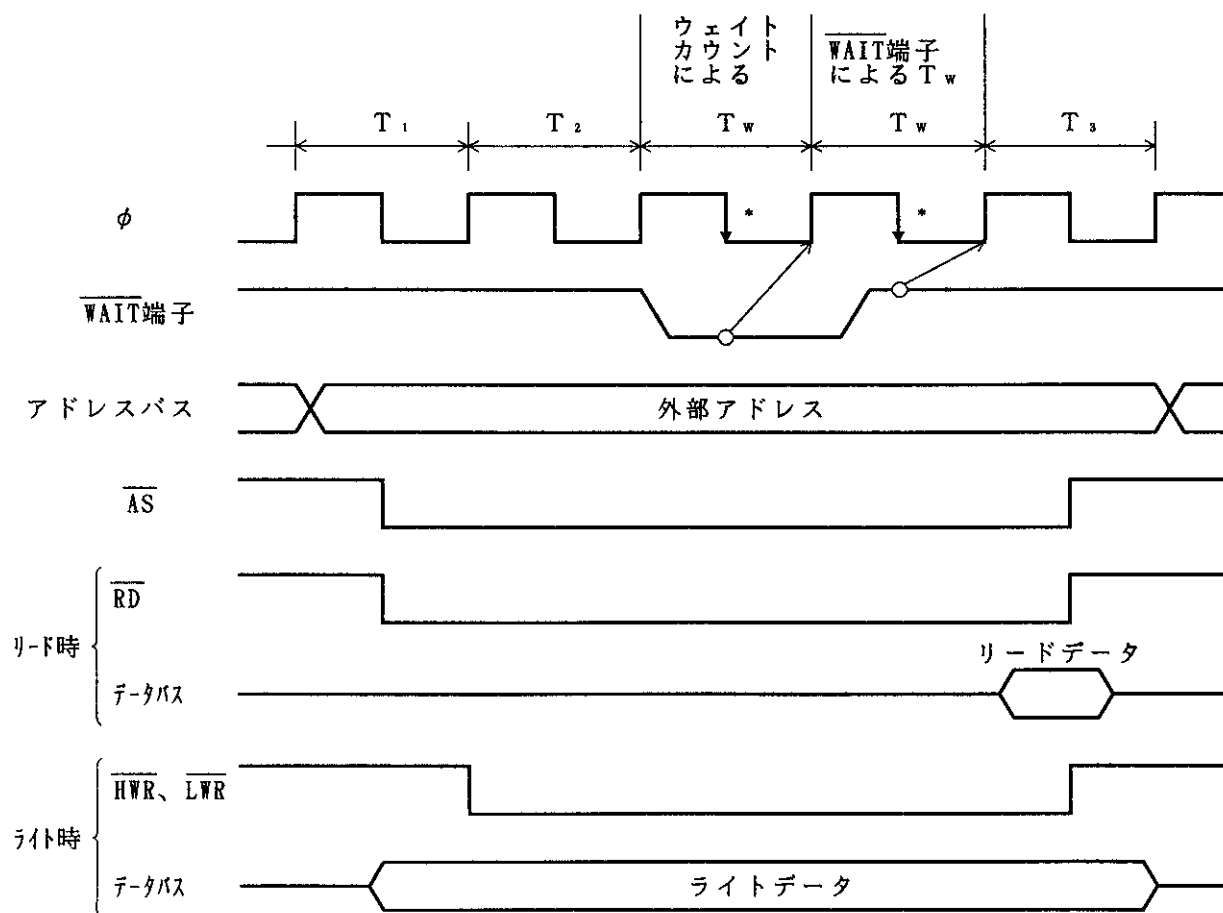 ウェイト
カウント
による
WAIT端子
によるTw
T1 T2 Tw Tw T3
φ
*
*
WAIT端子
アドレスバス
外部アドレス
AS
リード時
RD
リードデータ
データバス
ライト時
HWR、LWR
データバス
ライトデータ